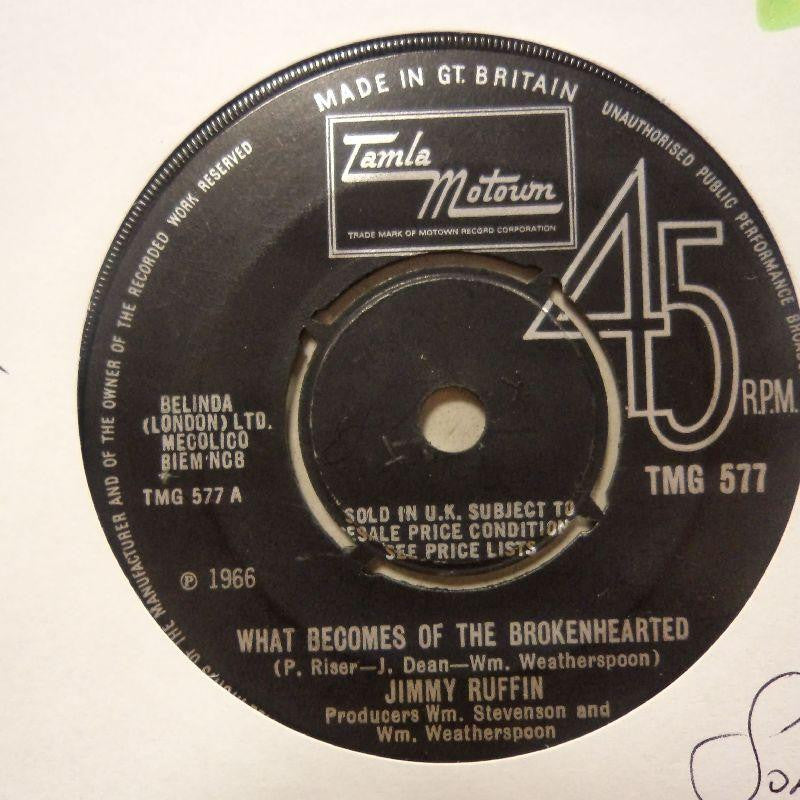 MADE IN GT. BRITAIN
UNAUTHORISED PUBLIC PERFORMANCE
OF THE MANUFACTURER AND OF THE OWNER OF THE RECORDED WORK RESERVED
Tamla
Motown
TRADE MARK OF MOTOWN RECORD CORPORATION
45
R.P.M.
TMG 577
BELINDA
(LONDON) LTD.
MECOLICO
BIEM NCB
TMG 577 A
SOLD IN U.K. SUBJECT TO
PRICE CONDITION
SEE PRICE LISTS
℗ 1966
WHAT BECOMES OF THE BROKENHEARTED
(P. Riser—J. Dean—Wm. Weatherspoon)
JIMMY RUFFIN
Producers Wm. Stevenson and
Wm. Weatherspoon